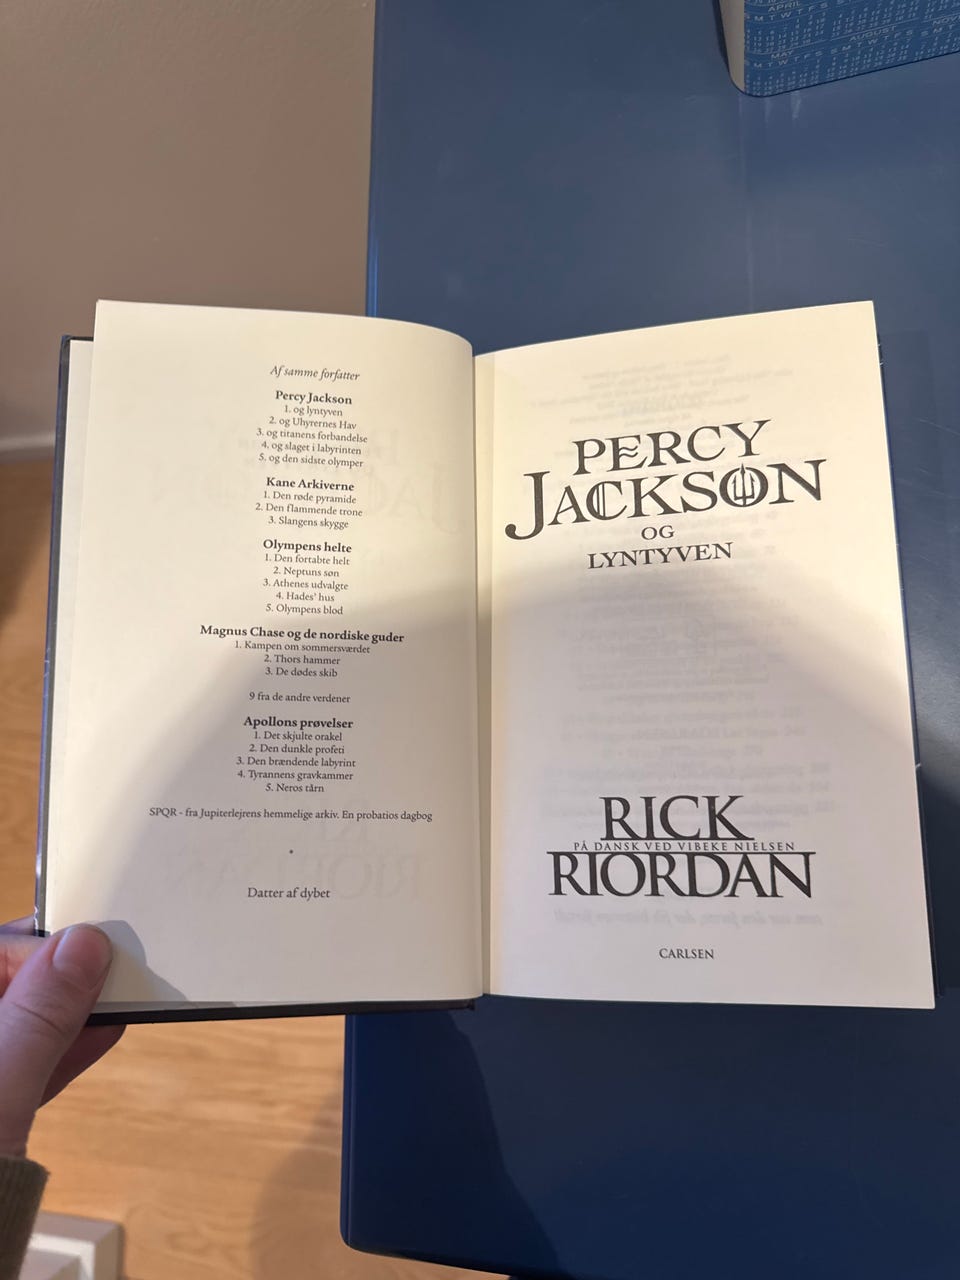 APRIL
S M T W T F S
MAY
AUGUST
Af samme forfatter
Percy Jackson
1. og lyntyven
2. og Uhyrernes Hav
3. og titanens forbandelse
4. og slaget i labyrinten
5. og den sidste olymper
Kane Arkiverne
1. Den røde pyramide
2. Den flammende trone
3. Slangens skygge
Olympens helte
1. Den fortabte helt
2. Neptuns søn
3. Athenes udvalgte
4. Hades' hus
5. Olympens blod
Magnus Chase og de nordiske guder
1. Kampen om sommersværdet
2. Thors hammer
3. De dødes skib
9 fra de andre verdener
Apollons prøvelser
1. Det skjulte orakel
2. Den dunkle profeti
3. Den brændende labyrint
4. Tyrannens gravkammer
5. Neros tårn
SPQR - fra Jupiterlejrens hemmelige arkiv. En probatios dagbog
•
Datter af dybet
PERCY
JACKSON
OG
LYNTYVEN
RICK
PÅ DANSK VED VIBEKE NIELSEN
RIORDAN
CARLSEN